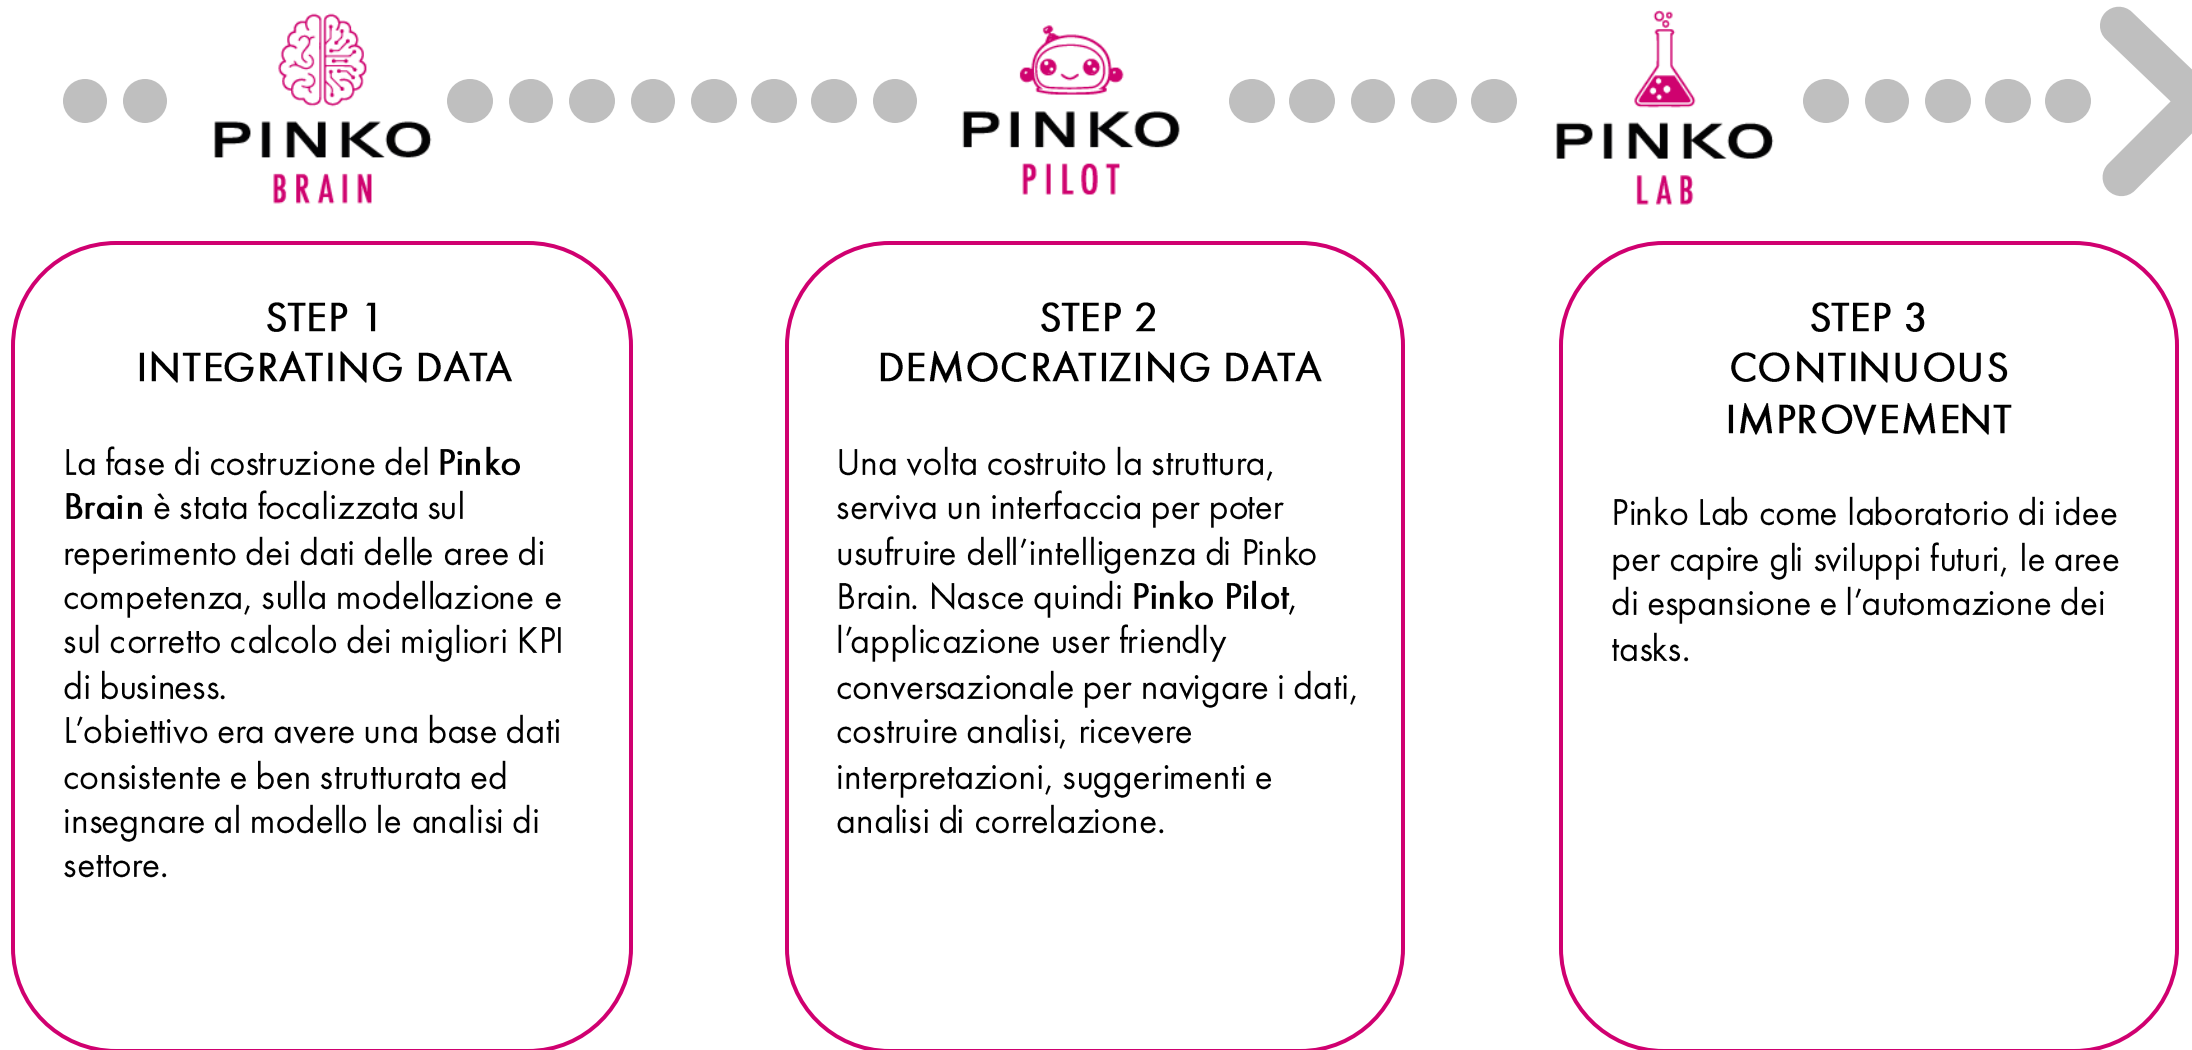 PINKO
BRAIN
PINKO
PILOT
PINKO
LAB
STEP 1
INTEGRATING DATA
La fase di costruzione del Pinko
Brain è stata focalizzata sul
reperimento dei dati delle aree di
competenza, sulla modellazione e
sul corretto calcolo dei migliori KPI
di business.
L’obiettivo era avere una base dati
consistente e ben strutturata ed
insegnare al modello le analisi di
settore.
STEP 2
DEMOCRATIZING DATA
Una volta costruito la struttura,
serviva un interfaccia per poter
usufruire dell’intelligenza di Pinko
Brain. Nasce quindi Pinko Pilot,
l’applicazione user friendly
conversazionale per navigare i dati,
costruire analisi, ricevere
interpretazioni, suggerimenti e
analisi di correlazione.
STEP 3
CONTINUOUS
IMPROVEMENT
Pinko Lab come laboratorio di idee
per capire gli sviluppi futuri, le aree
di espansione e l’automazione dei
tasks.